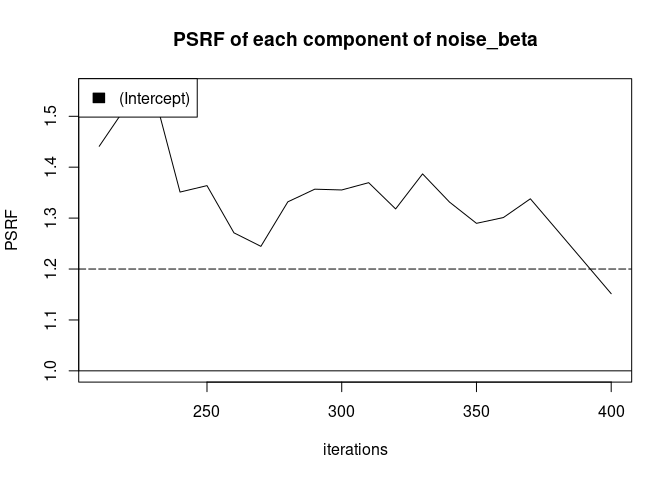 PSRF of each component of noise_beta
(Intercept)
PSRF
1.5
1.4
1.3
1.2
1.1
1.0
250 300 350 400
iterations